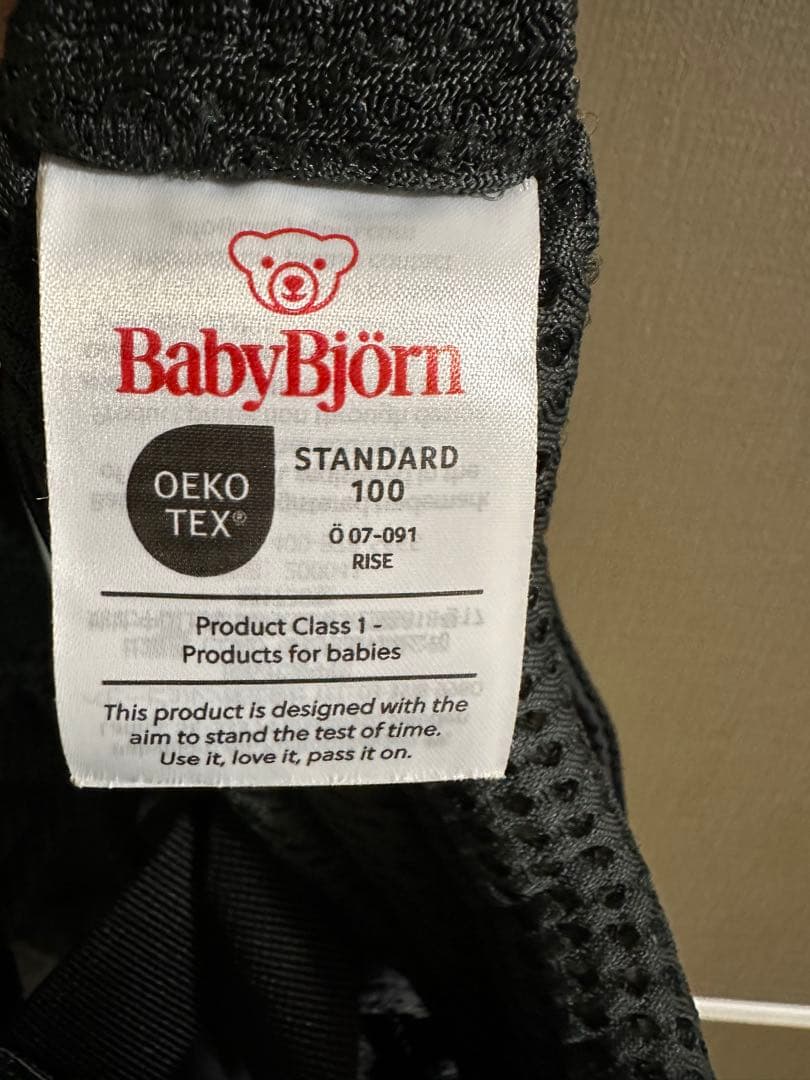 BabyBjörn
OEKO
TEX®
STANDARD
100
Ö 07-091
RISE
Product Class 1 -
Products for babies
This product is designed with the
aim to stand the test of time.
Use it, love it, pass it on.